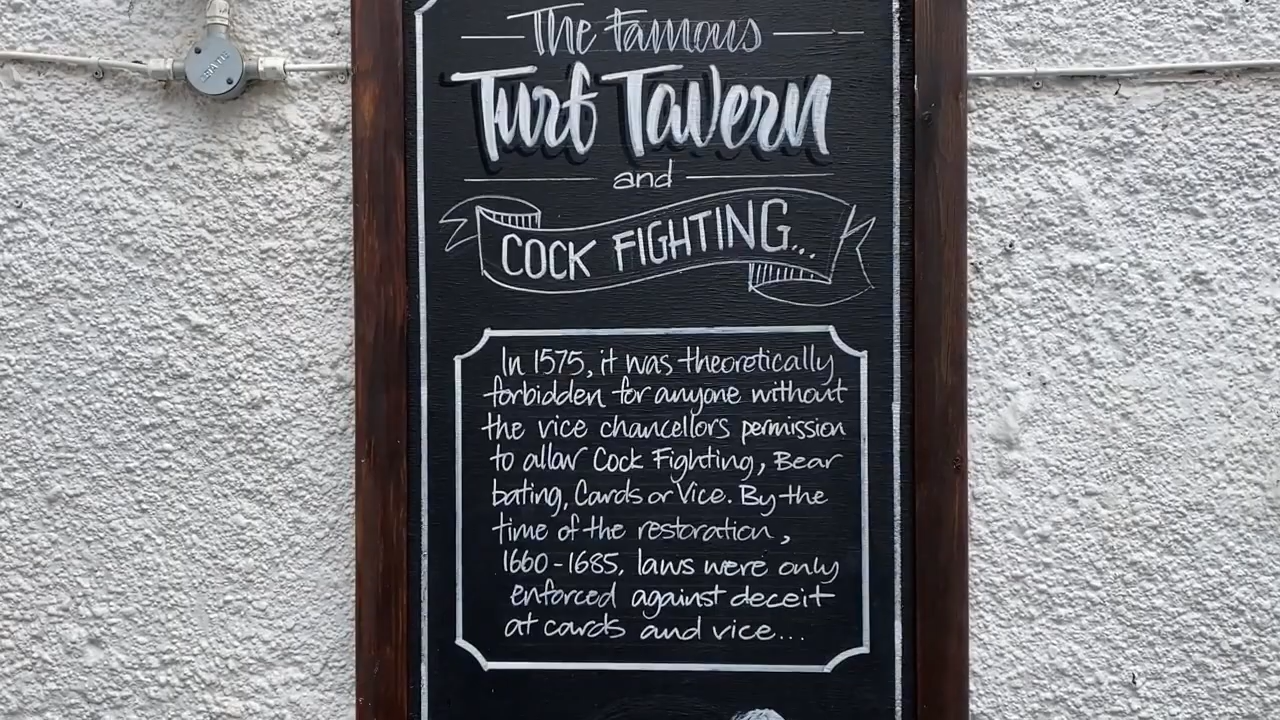 The Famous
Turf Tavern
and
COCK FIGHTING...
In 1575, it was theoretically
forbidden for anyone without
the vice chancellors permission
to allow Cock Fighting, Bear
bating, Cards or Vice. By the
time of the restoration,
1660-1685, laws were only
enforced against deceit
at cards and vice...